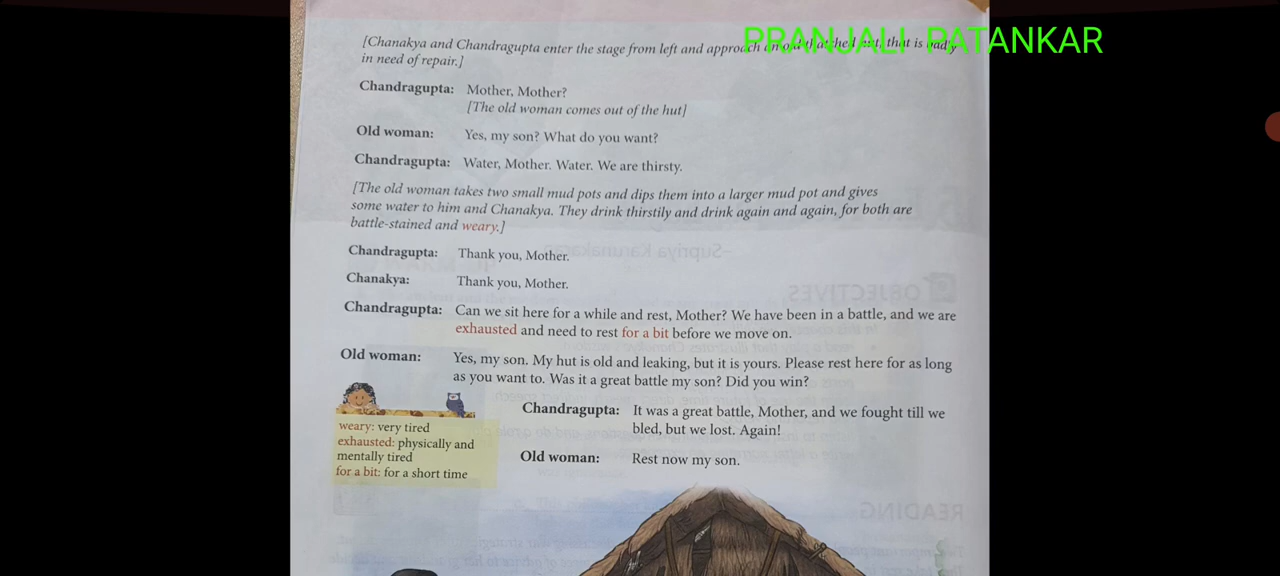 PRANJALI PATANKAR
[Chanakya and Chandragupta enter the stage from left and approach an old thatched hut, that is badly
in need of repair.]
Chandragupta: Mother, Mother?
[The old woman comes out of the hut]
Old woman: Yes, my son? What do you want?
Chandragupta: Water, Mother. Water. We are thirsty.
[The old woman takes two small mud pots and dips them into a larger mud pot and gives
some water to him and Chanakya. They drink thirstily and drink again and again, for both are
battle-stained and weary.]
Chandragupta: Thank you, Mother.
Chanakya: Thank you, Mother.
Chandragupta: Can we sit here for a while and rest, Mother? We have been in a battle, and we are
exhausted and need to rest for a bit before we move on.
Old woman: Yes, my son. My hut is old and leaking, but it is yours. Please rest here for as long
as you want to. Was it a great battle my son? Did you win?
Chandragupta: It was a great battle, Mother, and we fought till we
bled, but we lost. Again!
Old woman: Rest now my son.
weary: very tired
exhausted: physically and
mentally tired
for a bit: for a short time
-Supriya Karunakaran
OBJECTIVES
READING